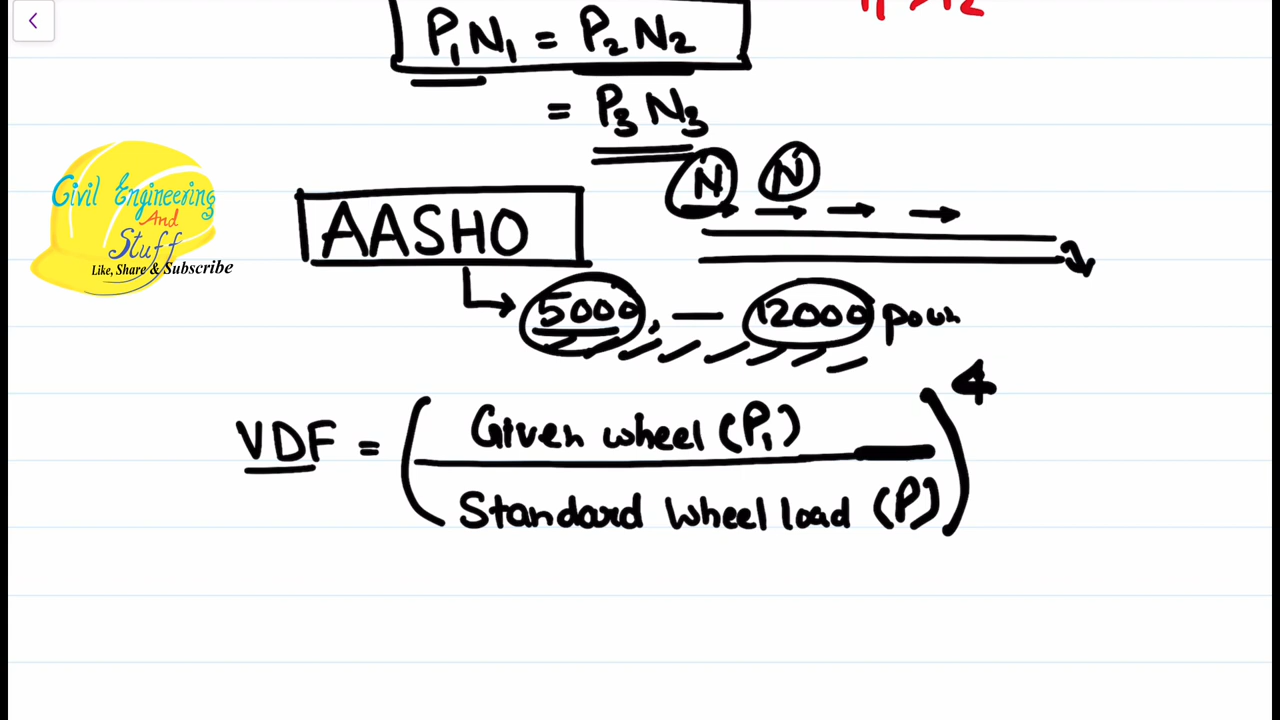 P₁N₁ = P₂N₂
= P₃N₃
N N
AASHO
5000, — 12000 poun
Civil Engineering
And
Stuff
Like, Share & Subscribe
VDF = (Given wheel (P₁) / Standard wheel load (P))⁴